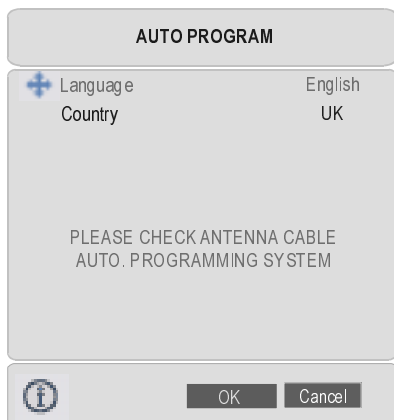 AUTO PROGRAM
Language English
Country UK
PLEASE CHECK ANTENNA CABLE
AUTO. PROGRAMMING SYSTEM
OK Cancel